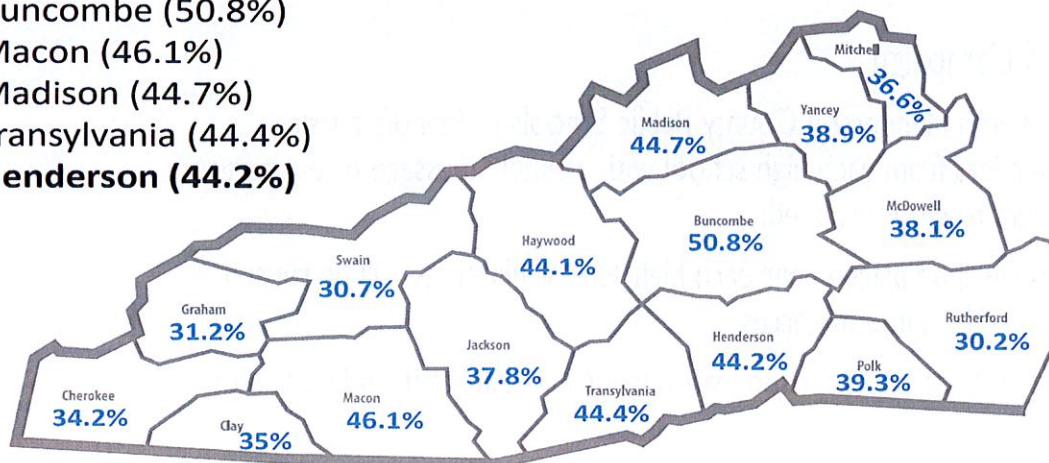 uncombe (50.8%)
Macon (46.1%)
Madison (44.7%)
ransylvania (44.4%)
enderson (44.2%)
Mitchell
36.6%
Madison
44.7%
Yancey
38.9%
McDowell
38.1%
Buncombe
50.8%
Haywood
44.1%
Swain
30.7%
Graham
31.2%
Rutherford
30.2%
Henderson
44.2%
Jackson
37.8%
Polk
39.3%
Transylvania
44.4%
Cherokee
34.2%
Macon
46.1%
Clay
35%